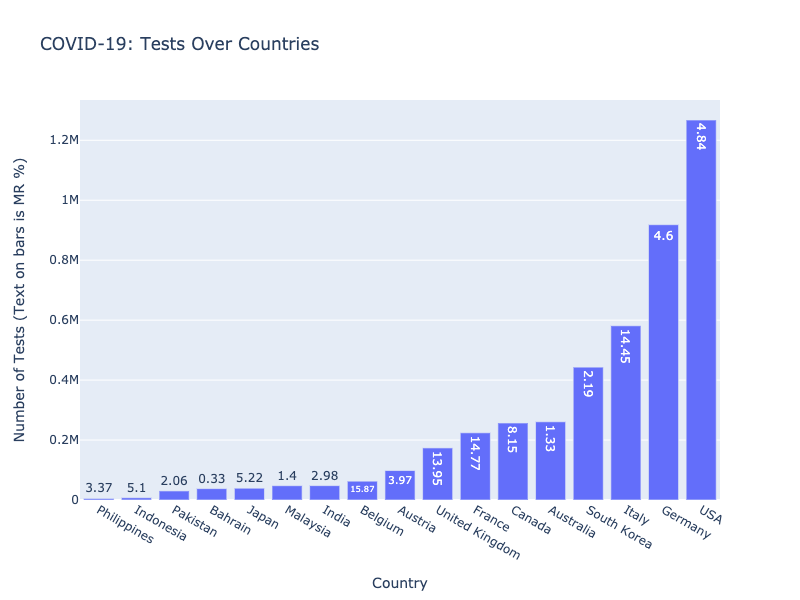 COVID-19: Tests Over Countries
Number of Tests (Text on bars is MR %)
1.2M
1M
0.8M
0.6M
0.4M
0.2M
0
3.37
5.1
2.06
0.33
5.22
1.4
2.98
15.87
3.97
13.95
14.77
8.15
1.33
2.19
14.45
4.6
4.84
Philippines
Indonesia
Pakistan
Bahrain
Japan
Malaysia
India
Belgium
Austria
United Kingdom
France
Canada
Australia
South Korea
Italy
Germany
USA
Country